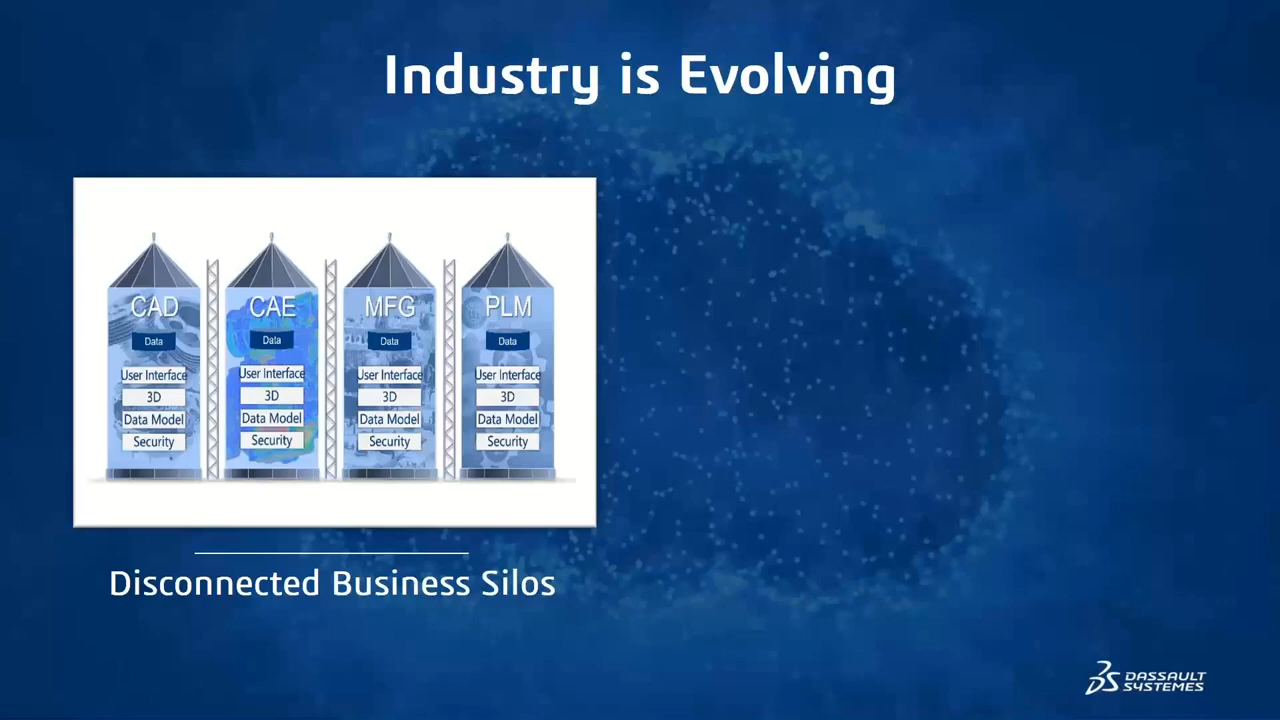 Industry is Evolving
CAD
Data
User Interface
3D
Data Model
Security
CAE
Data
User Interface
3D
Data Model
Security
MFG
Data
User Interface
3D
Data Model
Security
PLM
Data
User Interface
3D
Data Model
Security
Disconnected Business Silos
DASSAULT
SYSTEMES